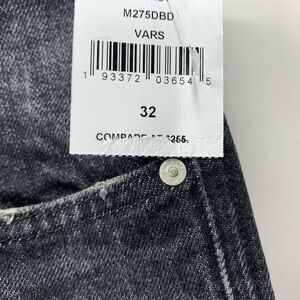 M275DBD
VARS
1 93372 03654 5
32
COMPARE AT $255.